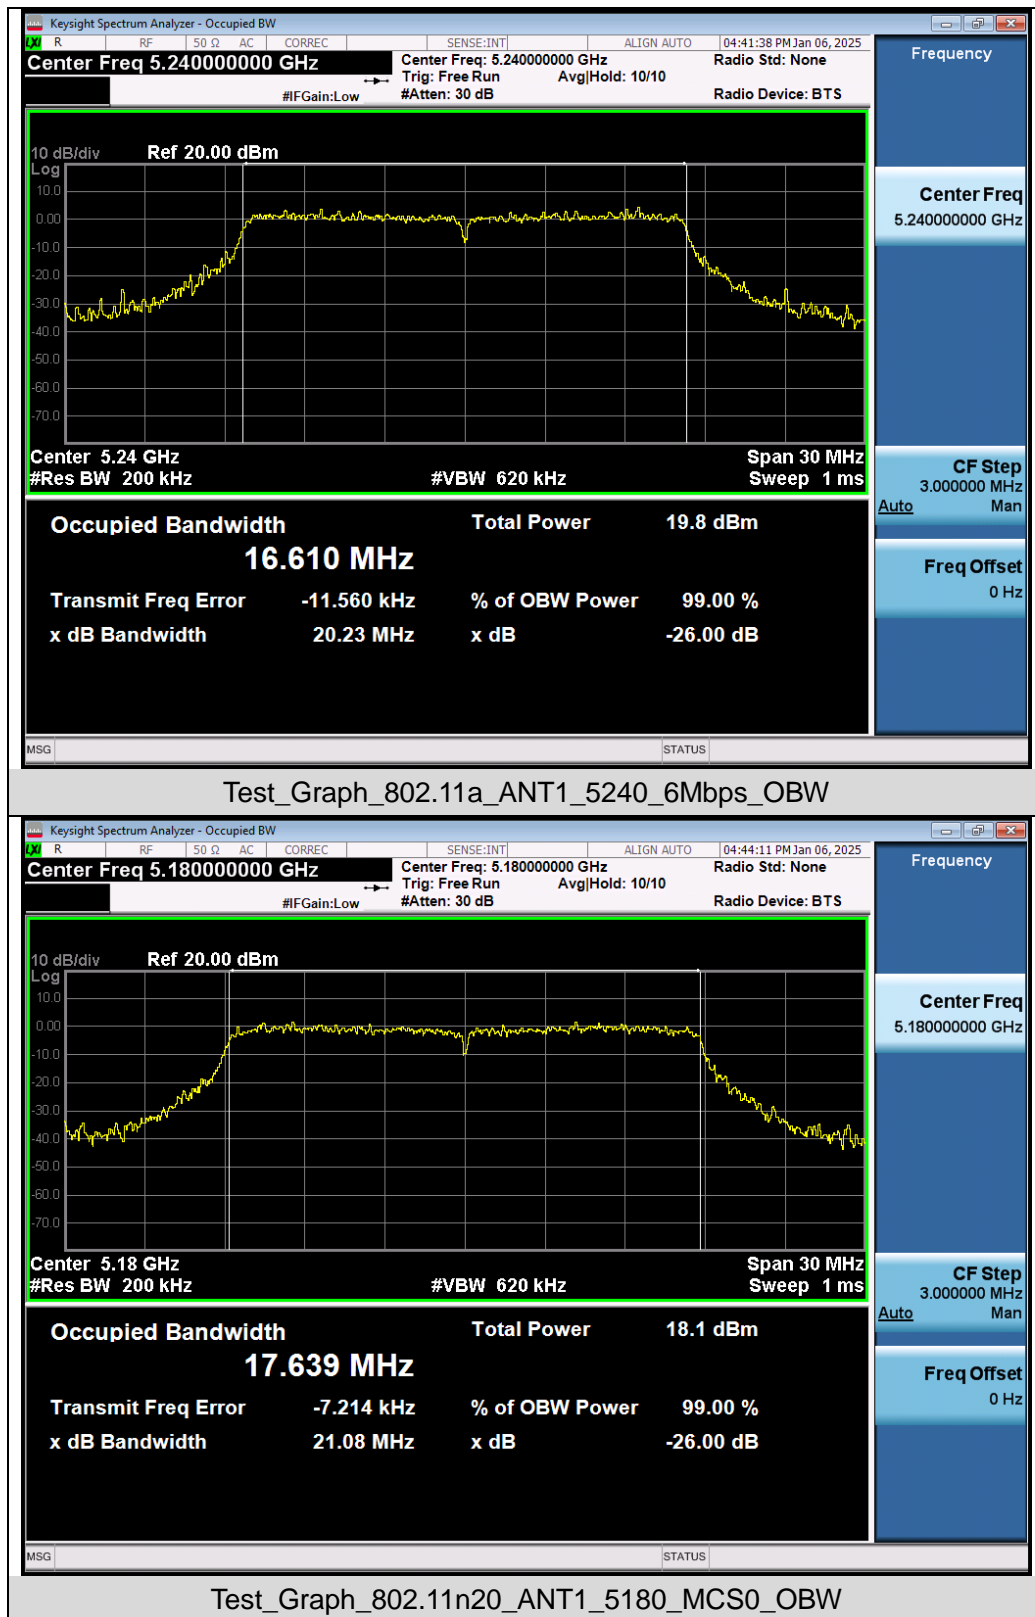 Keysight Spectrum Analyzer - Occupied BW
LXI R RF 50 Ω AC CORREC SENSE:INT ALIGN AUTO 04:41:38 PM Jan 06, 2025
Center Freq 5.240000000 GHz
Center Freq: 5.240000000 GHz
Radio Std: None
Trig: Free Run Avg|Hold: 10/10
#IFGain:Low
#Atten: 30 dB
Radio Device: BTS
10 dB/div Ref 20.00 dBm
Log
10.0
0.00
-10.0
-20.0
-30.0
-40.0
-50.0
-60.0
-70.0
Center 5.24 GHz Span 30 MHz
#Res BW 200 kHz #VBW 620 kHz Sweep 1 ms
Occupied Bandwidth Total Power 19.8 dBm
16.610 MHz
Transmit Freq Error -11.560 kHz % of OBW Power 99.00 %
x dB Bandwidth 20.23 MHz x dB -26.00 dB
MSG STATUS
Frequency
Center Freq
5.240000000 GHz
CF Step
3.000000 MHz
Auto Man
Freq Offset
0 Hz
Test_Graph_802.11a_ANT1_5240_6Mbps_OBW
Keysight Spectrum Analyzer - Occupied BW
LXI R RF 50 Ω AC CORREC SENSE:INT ALIGN AUTO 04:44:11 PM Jan 06, 2025
Center Freq 5.180000000 GHz
Center Freq: 5.180000000 GHz
Radio Std: None
Trig: Free Run Avg|Hold: 10/10
#IFGain:Low
#Atten: 30 dB
Radio Device: BTS
10 dB/div Ref 20.00 dBm
Log
10.0
0.00
-10.0
-20.0
-30.0
-40.0
-50.0
-60.0
-70.0
Center 5.18 GHz Span 30 MHz
#Res BW 200 kHz #VBW 620 kHz Sweep 1 ms
Occupied Bandwidth Total Power 18.1 dBm
17.639 MHz
Transmit Freq Error -7.214 kHz % of OBW Power 99.00 %
x dB Bandwidth 21.08 MHz x dB -26.00 dB
MSG STATUS
Frequency
Center Freq
5.180000000 GHz
CF Step
3.000000 MHz
Auto Man
Freq Offset
0 Hz
Test_Graph_802.11n20_ANT1_5180_MCS0_OBW